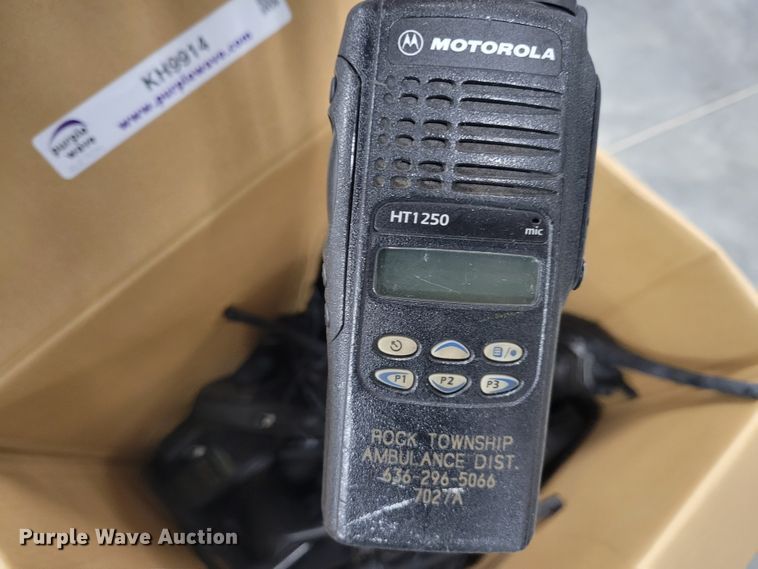 KH9914
www.purplewave.com
purple
wave
MOTOROLA
HT1250
mic
P1 P2 P3
ROCK TOWNSHIP
AMBULANCE DIST.
636-296-5066
7027A
Purple Wave Auction